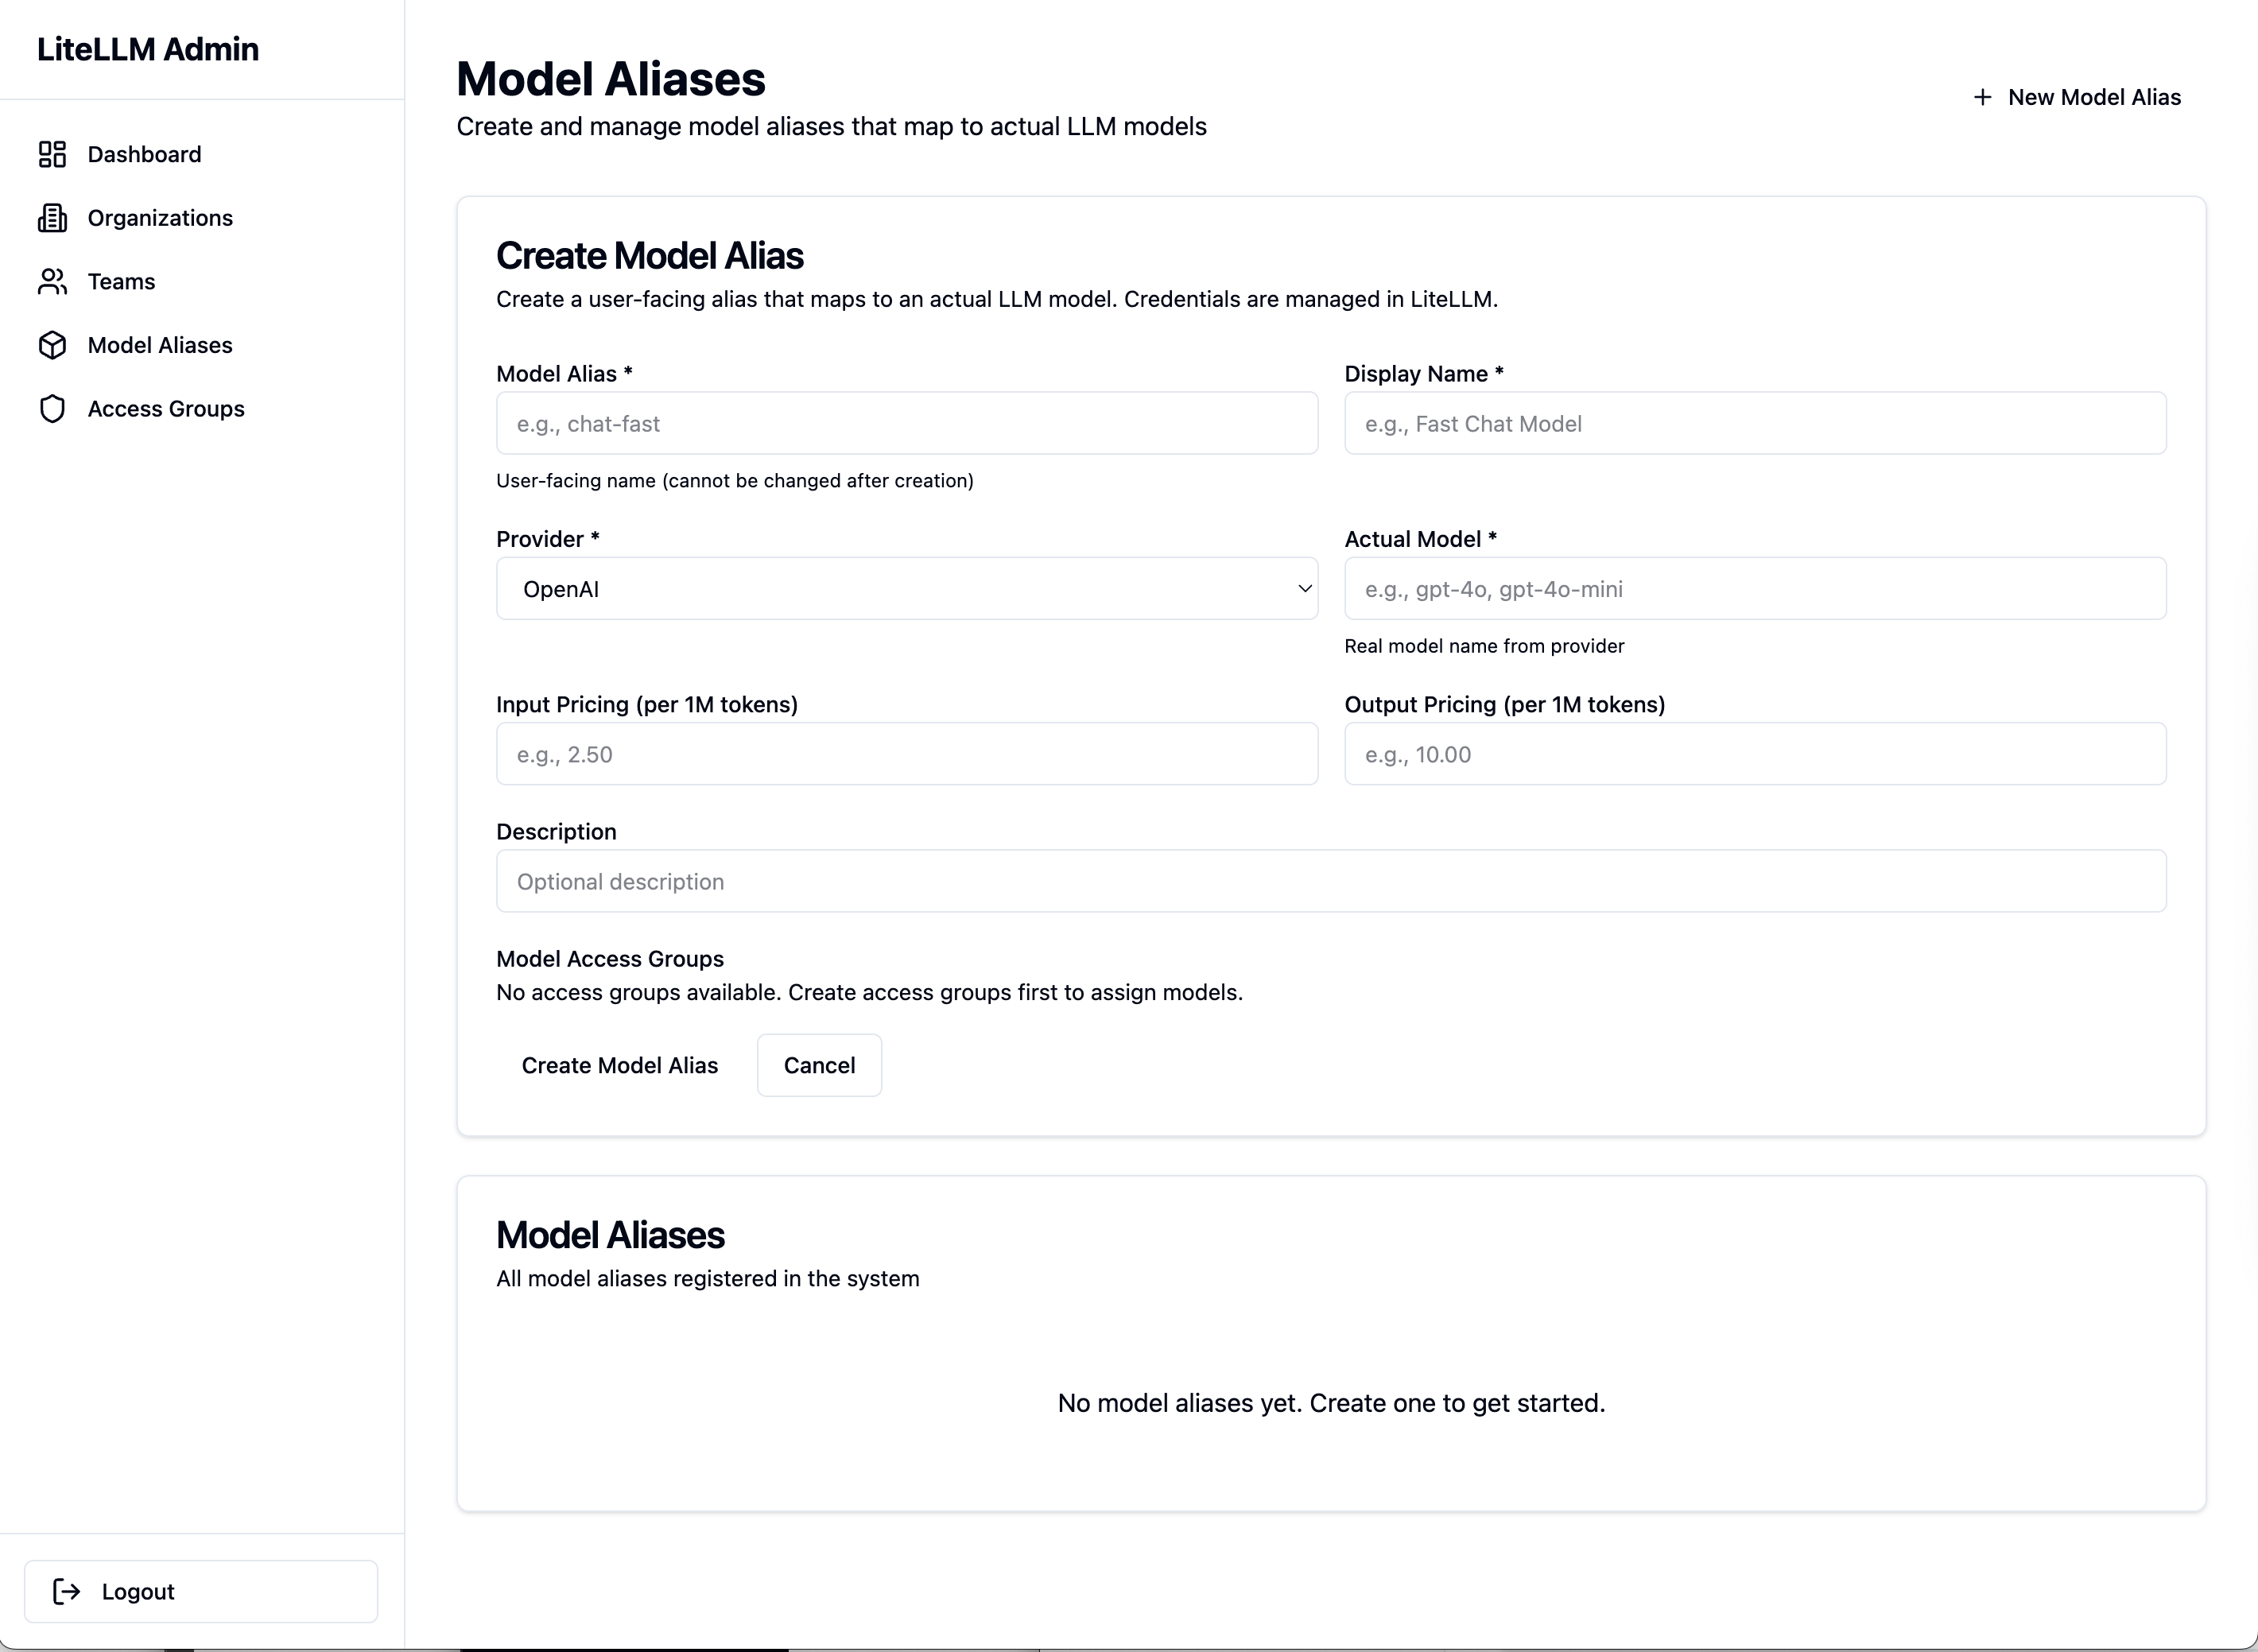 LiteLLM Admin
Dashboard
Organizations
Teams
Model Aliases
Access Groups
Logout
Model Aliases
Create and manage model aliases that map to actual LLM models
New Model Alias
Create Model Alias
Create a user-facing alias that maps to an actual LLM model. Credentials are managed in LiteLLM.
Model Alias *
e.g., chat-fast
User-facing name (cannot be changed after creation)
Display Name *
e.g., Fast Chat Model
Provider *
OpenAI
Actual Model *
e.g., gpt-4o, gpt-4o-mini
Real model name from provider
Input Pricing (per 1M tokens)
e.g., 2.50
Output Pricing (per 1M tokens)
e.g., 10.00
Description
Optional description
Model Access Groups
No access groups available. Create access groups first to assign models.
Create Model Alias
Cancel
Model Aliases
All model aliases registered in the system
No model aliases yet. Create one to get started.